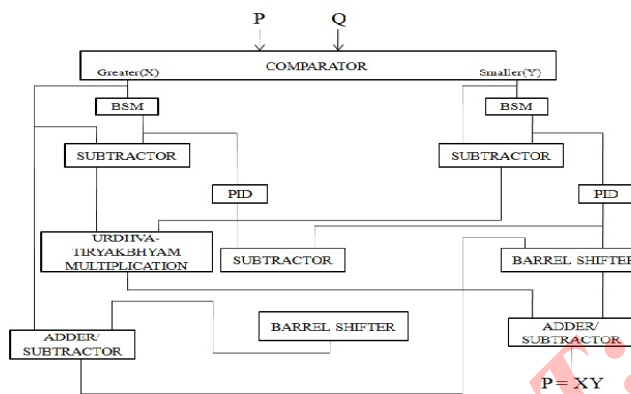 P Q
COMPARATOR
Greater(X) Smaller(Y)
BSM BSM
SUBTRACTOR SUBTRACTOR
PID PID
URDHVA-
TIRYAKBHYAM
MULTIPLICATION
SUBTRACTOR BARREL SHIFTER
BARREL SHIFTER
ADDER/
SUBTRACTOR
ADDER/
SUBTRACTOR
P = XY